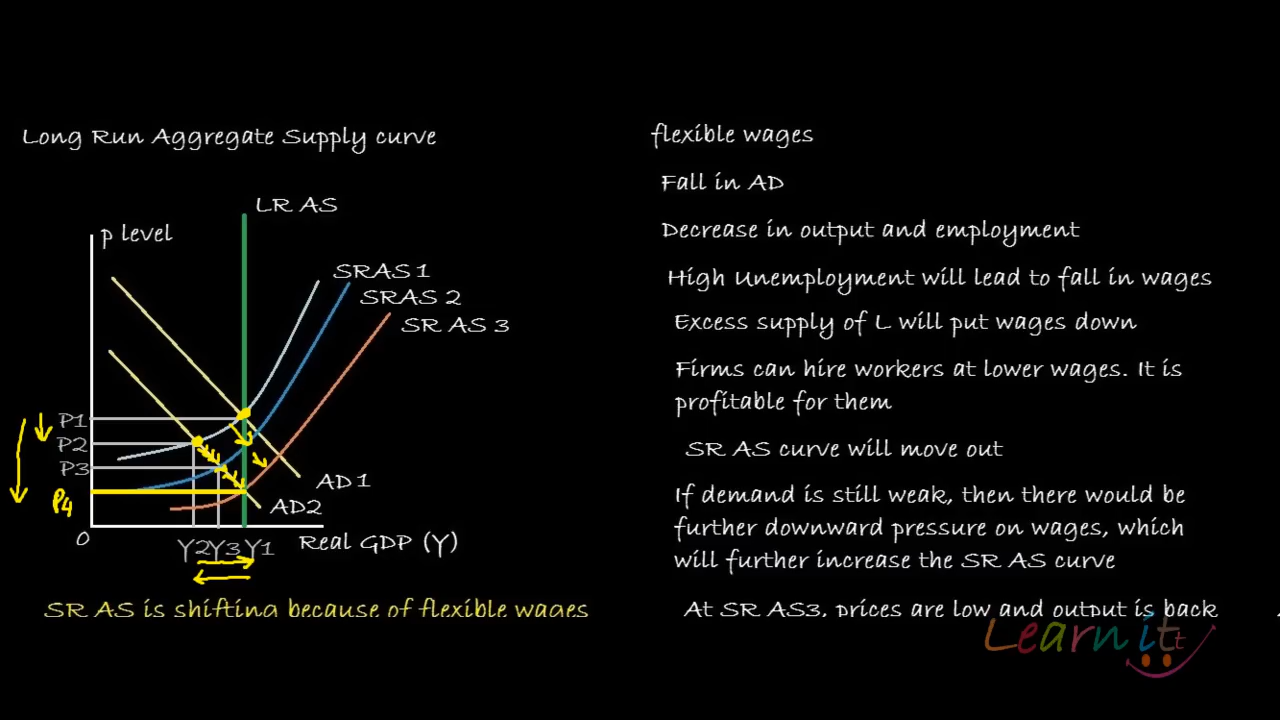 Long Run Aggregate Supply curve
LR AS
p level
SRAS 1
SRAS 2
SR AS 3
P1
P2
P3
P4
AD1
AD2
0
Y2 Y3 Y1
Real GDP (Y)
SR AS is shifting because of flexible wages
flexible wages
Fall in AD
Decrease in output and employment
High Unemployment will lead to fall in wages
Excess supply of L will put wages down
Firms can hire workers at lower wages. It is
profitable for them
SR AS curve will move out
If demand is still weak, then there would be
further downward pressure on wages, which
will further increase the SR AS curve
At SR AS3, prices are low and output is back
Learn itt